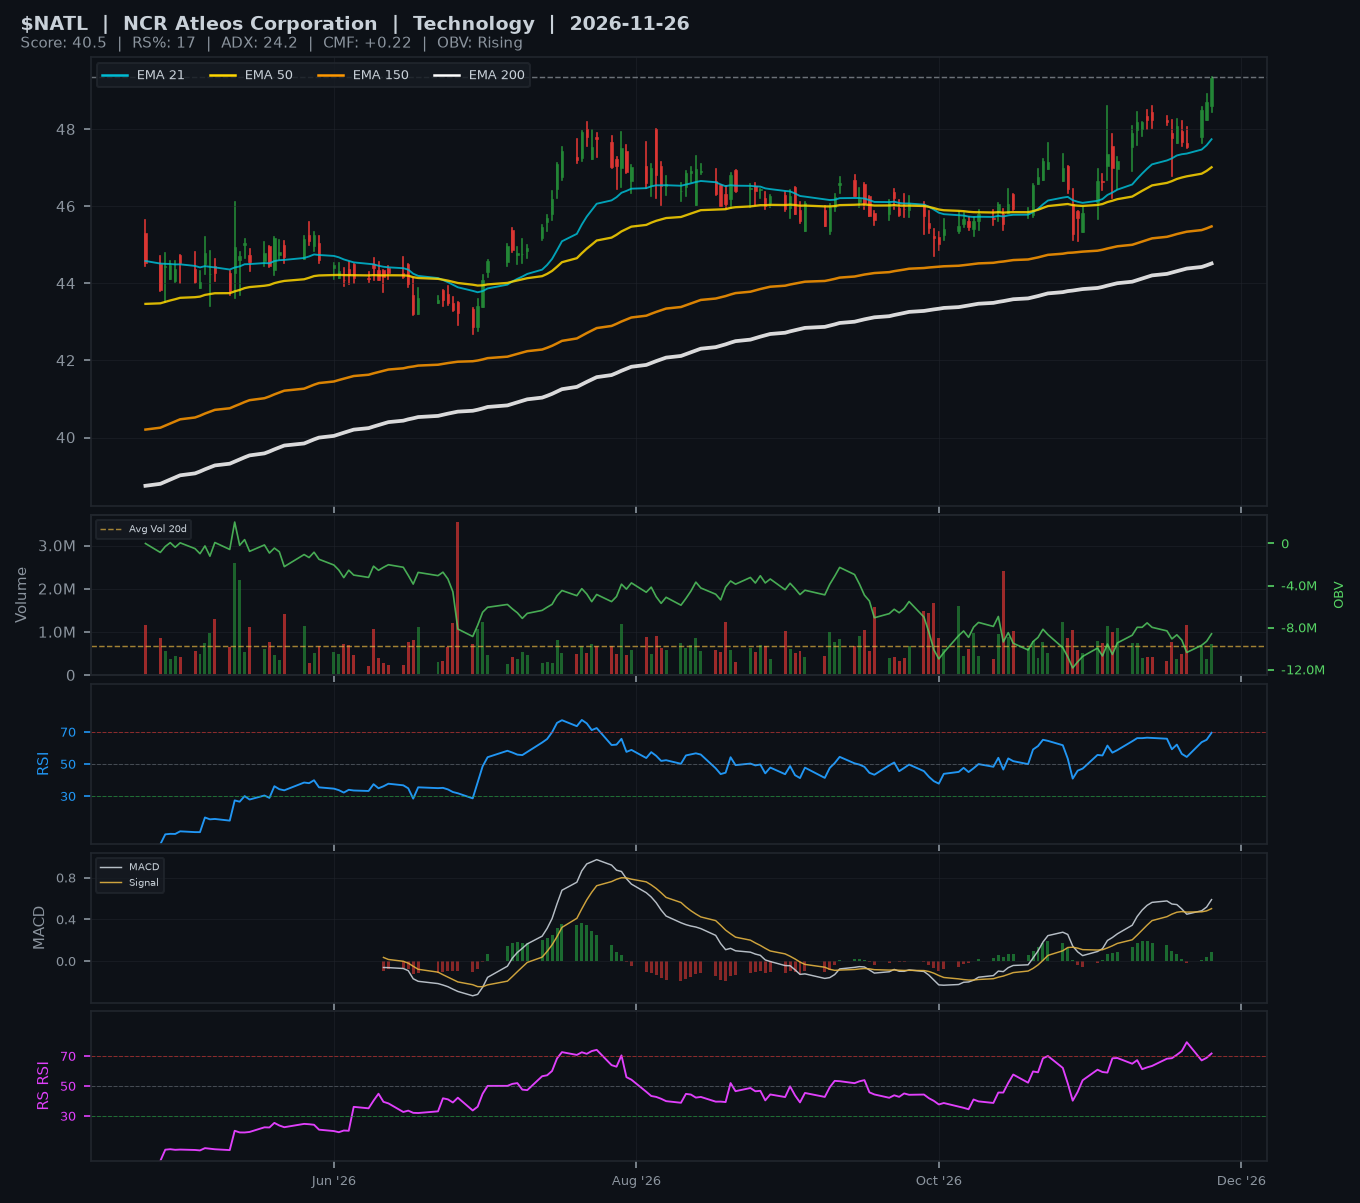 $NATL | NCR Atleos Corporation | Technology | 2026-11-26
Score: 40.5 | RS%: 17 | ADX: 24.2 | CMF: +0.22 | OBV: Rising
EMA 21 EMA 50 EMA 150 EMA 200
48
46
44
42
40
Avg Vol 20d
Volume
3.0M
2.0M
1.0M
0
0
-4.0M
-8.0M
-12.0M
OBV
RSI
70
50
30
MACD
Signal
MACD
0.8
0.4
0.0
RS RSI
70
50
30
Jun '26 Aug '26 Oct '26 Dec '26